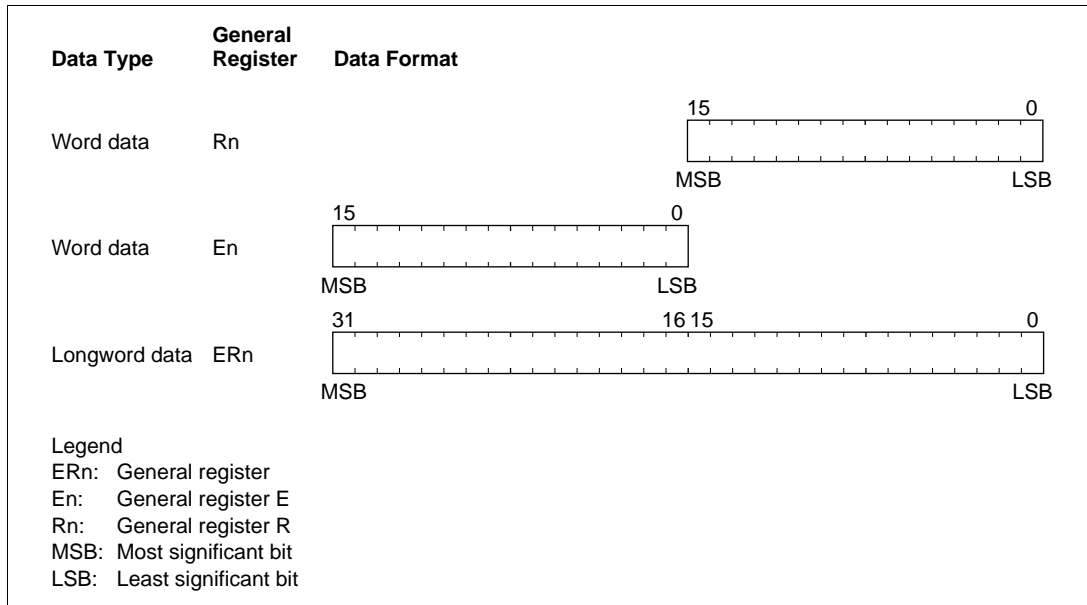 General
Data Type Register Data Format
15 0
Word data Rn
MSB LSB
15 0
Word data En
MSB LSB
31 16 15 0
Longword data ERn
MSB LSB
Legend
ERn: General register
En: General register E
Rn: General register R
MSB: Most significant bit
LSB: Least significant bit